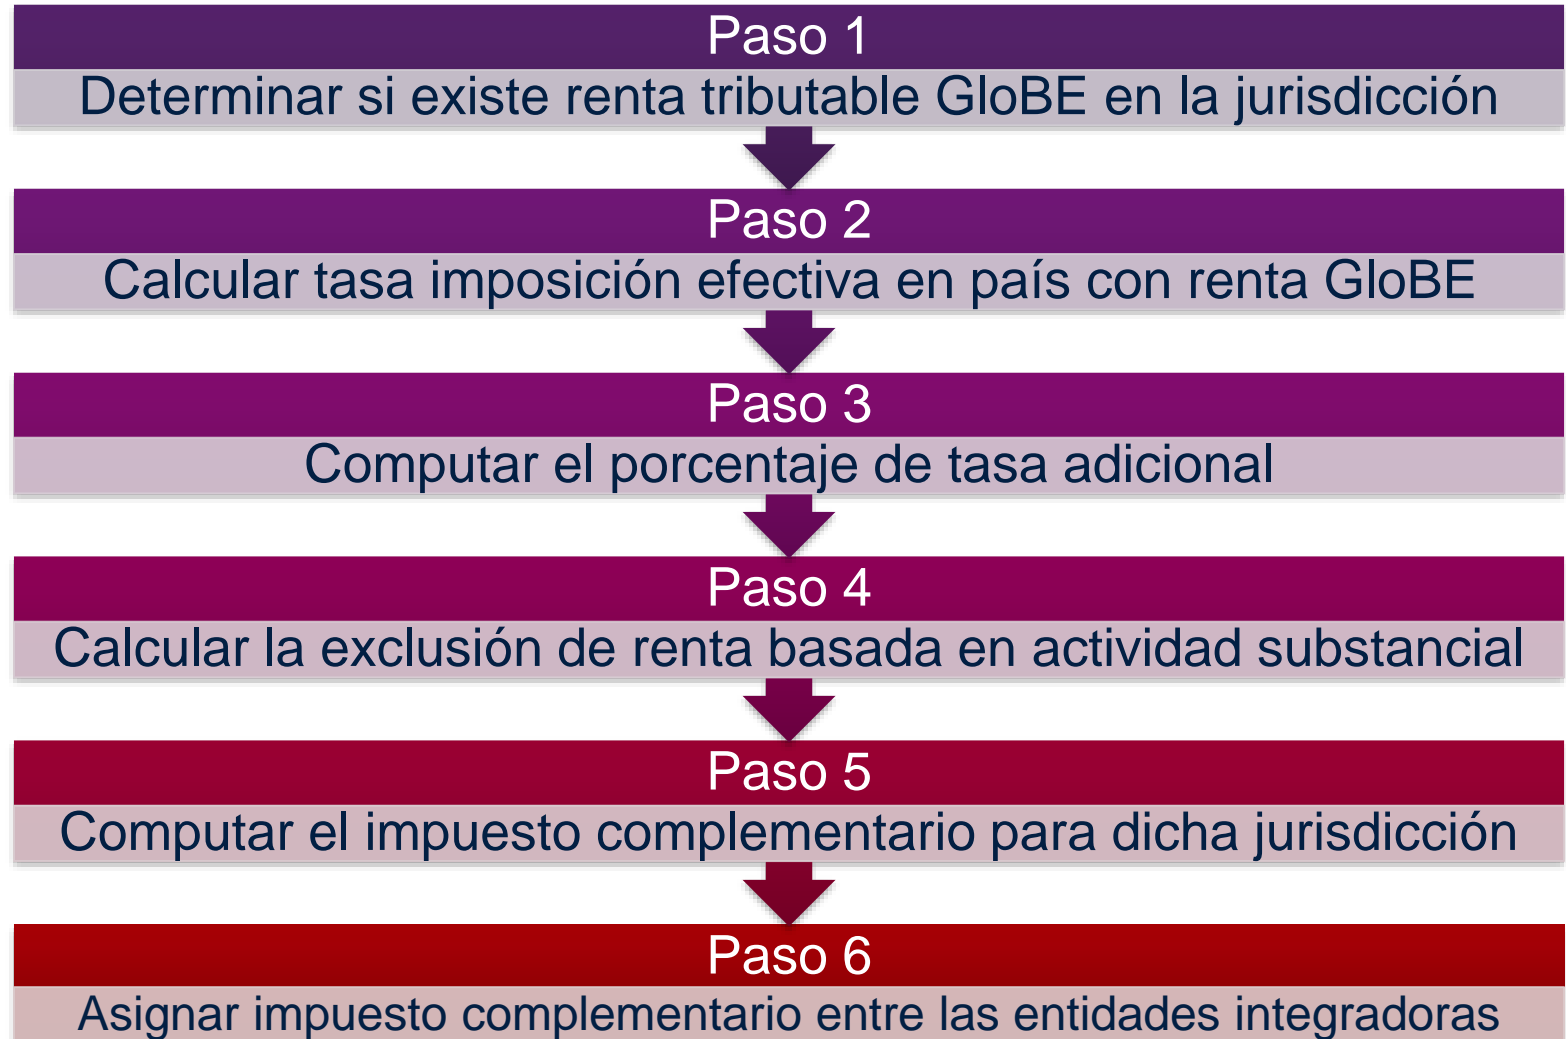 Paso 1
Determinar si existe renta tributable GloBE en la jurisdicción
Paso 2
Calcular tasa imposición efectiva en país con renta GloBE
Paso 3
Computar el porcentaje de tasa adicional
Paso 4
Calcular la exclusión de renta basada en actividad substancial
Paso 5
Computar el impuesto complementario para dicha jurisdicción
Paso 6
Asignar impuesto complementario entre las entidades integradoras